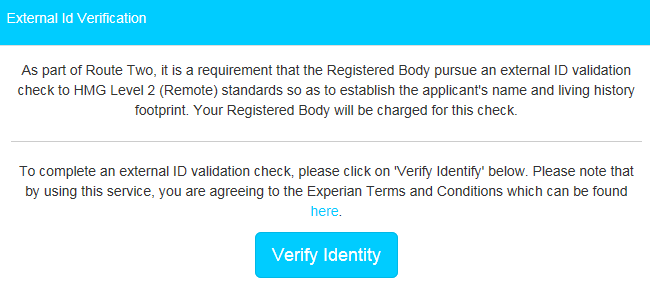 External Id Verification
As part of Route Two, it is a requirement that the Registered Body pursue an external ID validation
check to HMG Level 2 (Remote) standards so as to establish the applicant's name and living history
footprint. Your Registered Body will be charged for this check.
To complete an external ID validation check, please click on 'Verify Identify' below. Please note that
by using this service, you are agreeing to the Experian Terms and Conditions which can be found
here.
Verify Identity